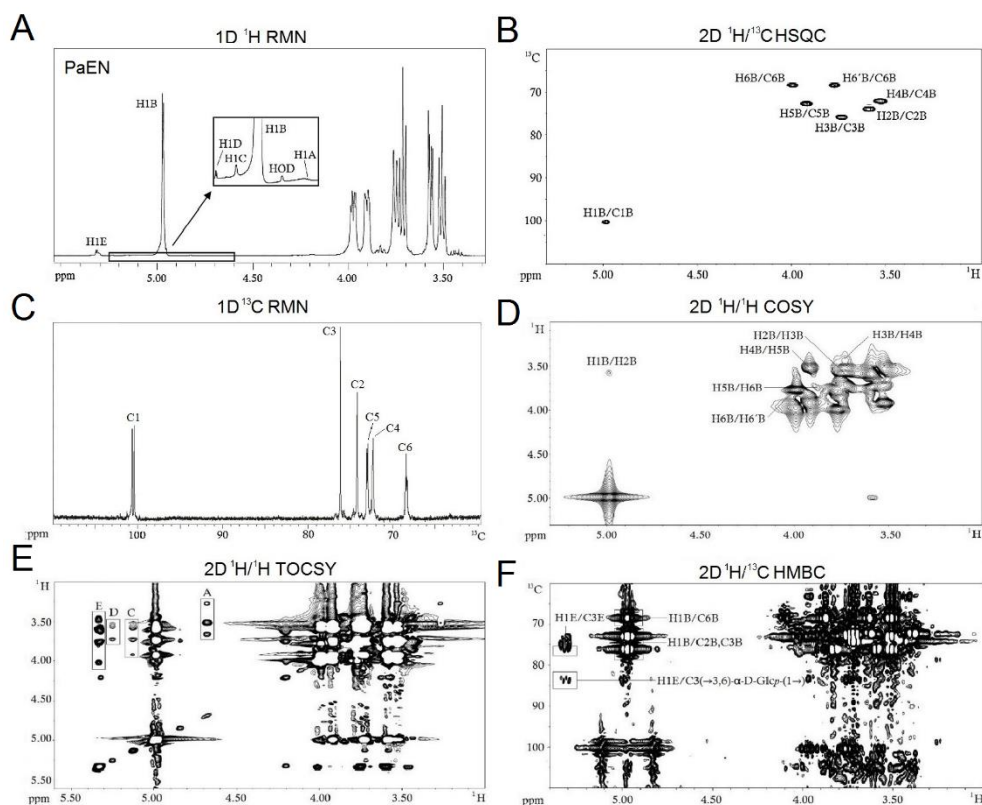 A
1D ¹H RMN
PaEN
H1B
H1D
H1C
H1B
HOD
H1A
H1E
ppm 5.00 4.50 4.00 3.50
B
2D ¹H/¹³C HSQC
¹³C
70
80
90
100
H6B/C6B
H6´B/C6B
H4B/C4B
H5B/C5B
H2B/C2B
H3B/C3B
H1B/C1B
ppm 5.00 4.00 ¹H
C
1D ¹³C RMN
C3
C2
C1
C5
C4
C6
ppm 100 90 80 70 ¹³C
D
2D ¹H/¹H COSY
¹H
3.50
4.00
4.50
5.00
H2B/H3B
H3B/H4B
H4B/H5B
H1B/H2B
H5B/H6B
H6B/H6´B
ppm 5.00 4.50 4.00 3.50 ¹H
E
2D ¹H/¹H TOCSY
¹H
3.50
4.00
4.50
5.00
5.50
E
D
C
A
ppm 5.50 5.00 4.00 3.50 ¹H
F
2D ¹H/¹³C HMBC
¹³C
70
80
90
100
H1E/C3E
H1B/C6B
H1B/C2B,C3B
H1E/C3(→3,6)-α-D-Glcp-(1→)
ppm 5.00 4.00 3.50 ¹H